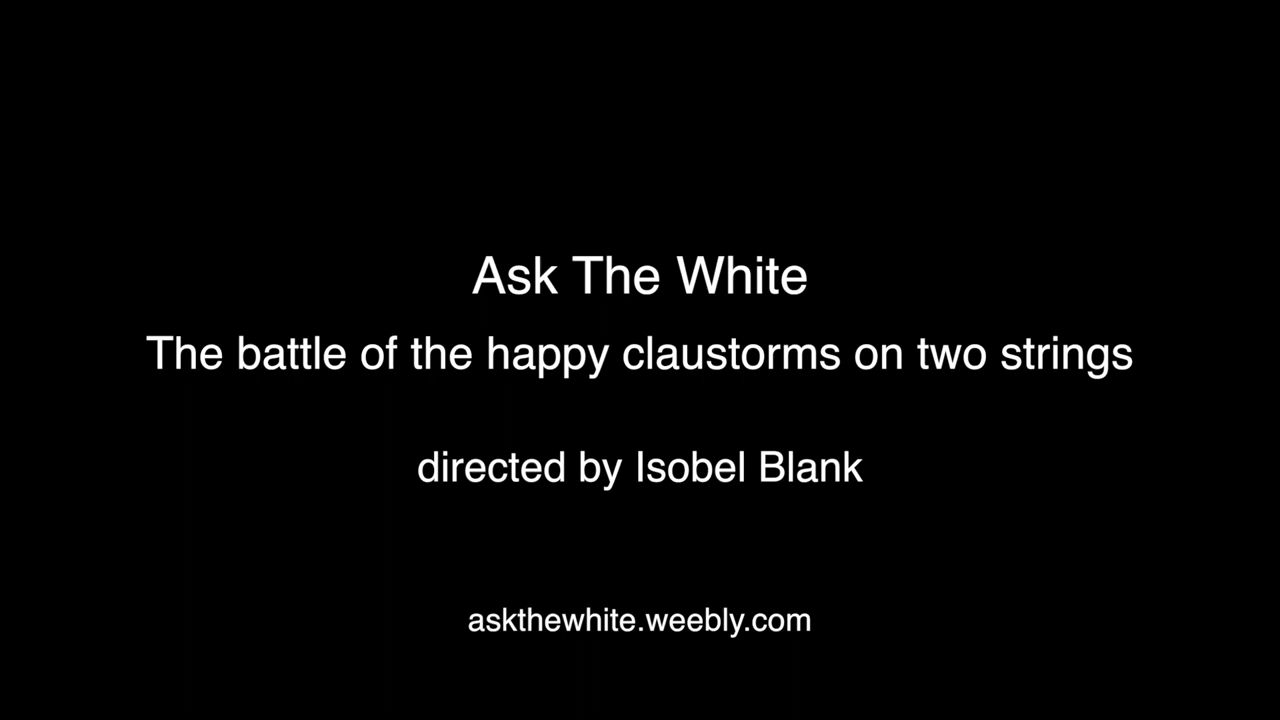 Ask The White
The battle of the happy claustorms on two strings
directed by Isobel Blank
askthewhite.weebly.com